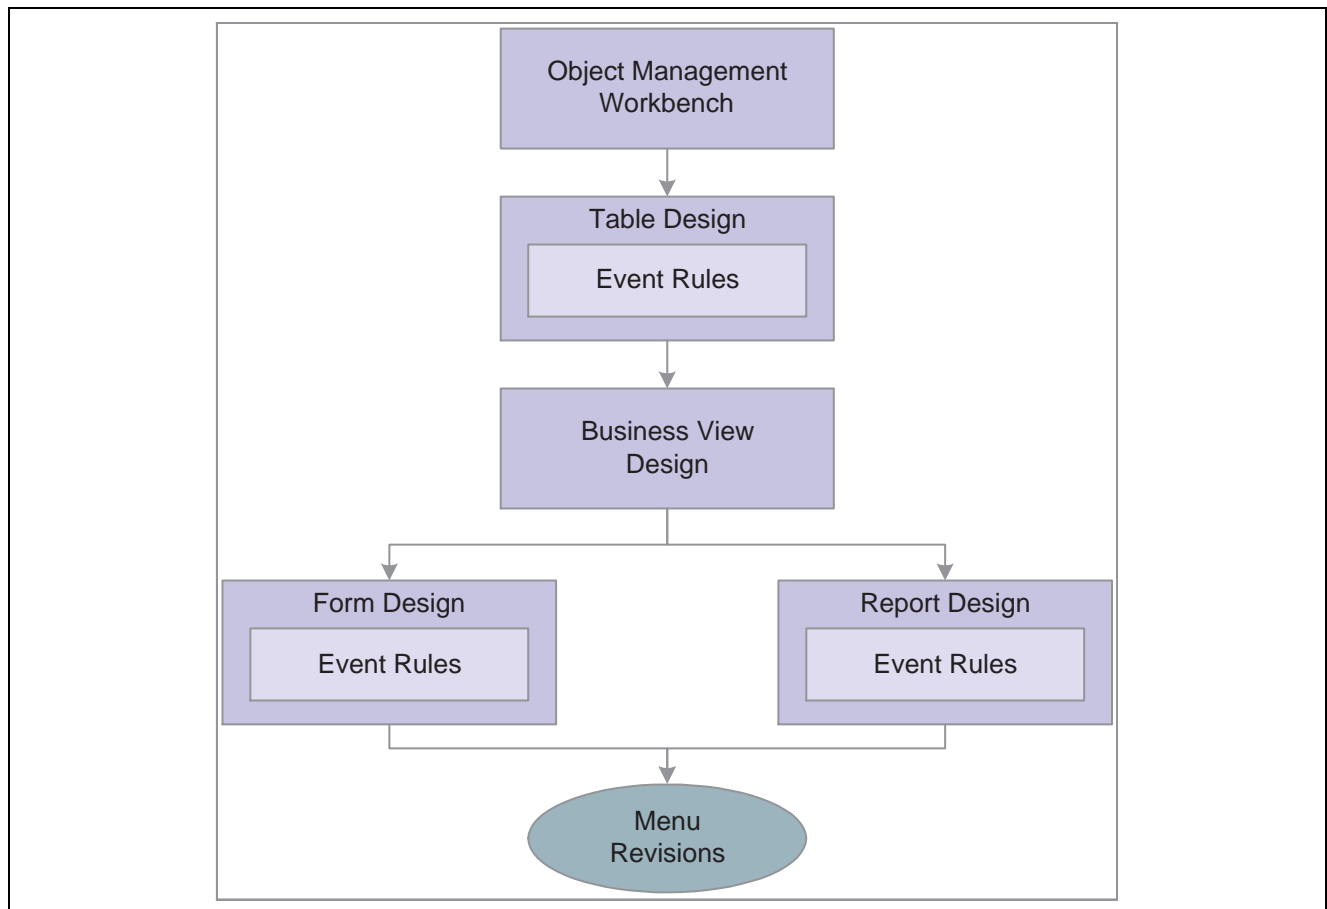 Object Management
Workbench
Table Design
Event Rules
Business View
Design
Form Design
Event Rules
Report Design
Event Rules
Menu
Revisions